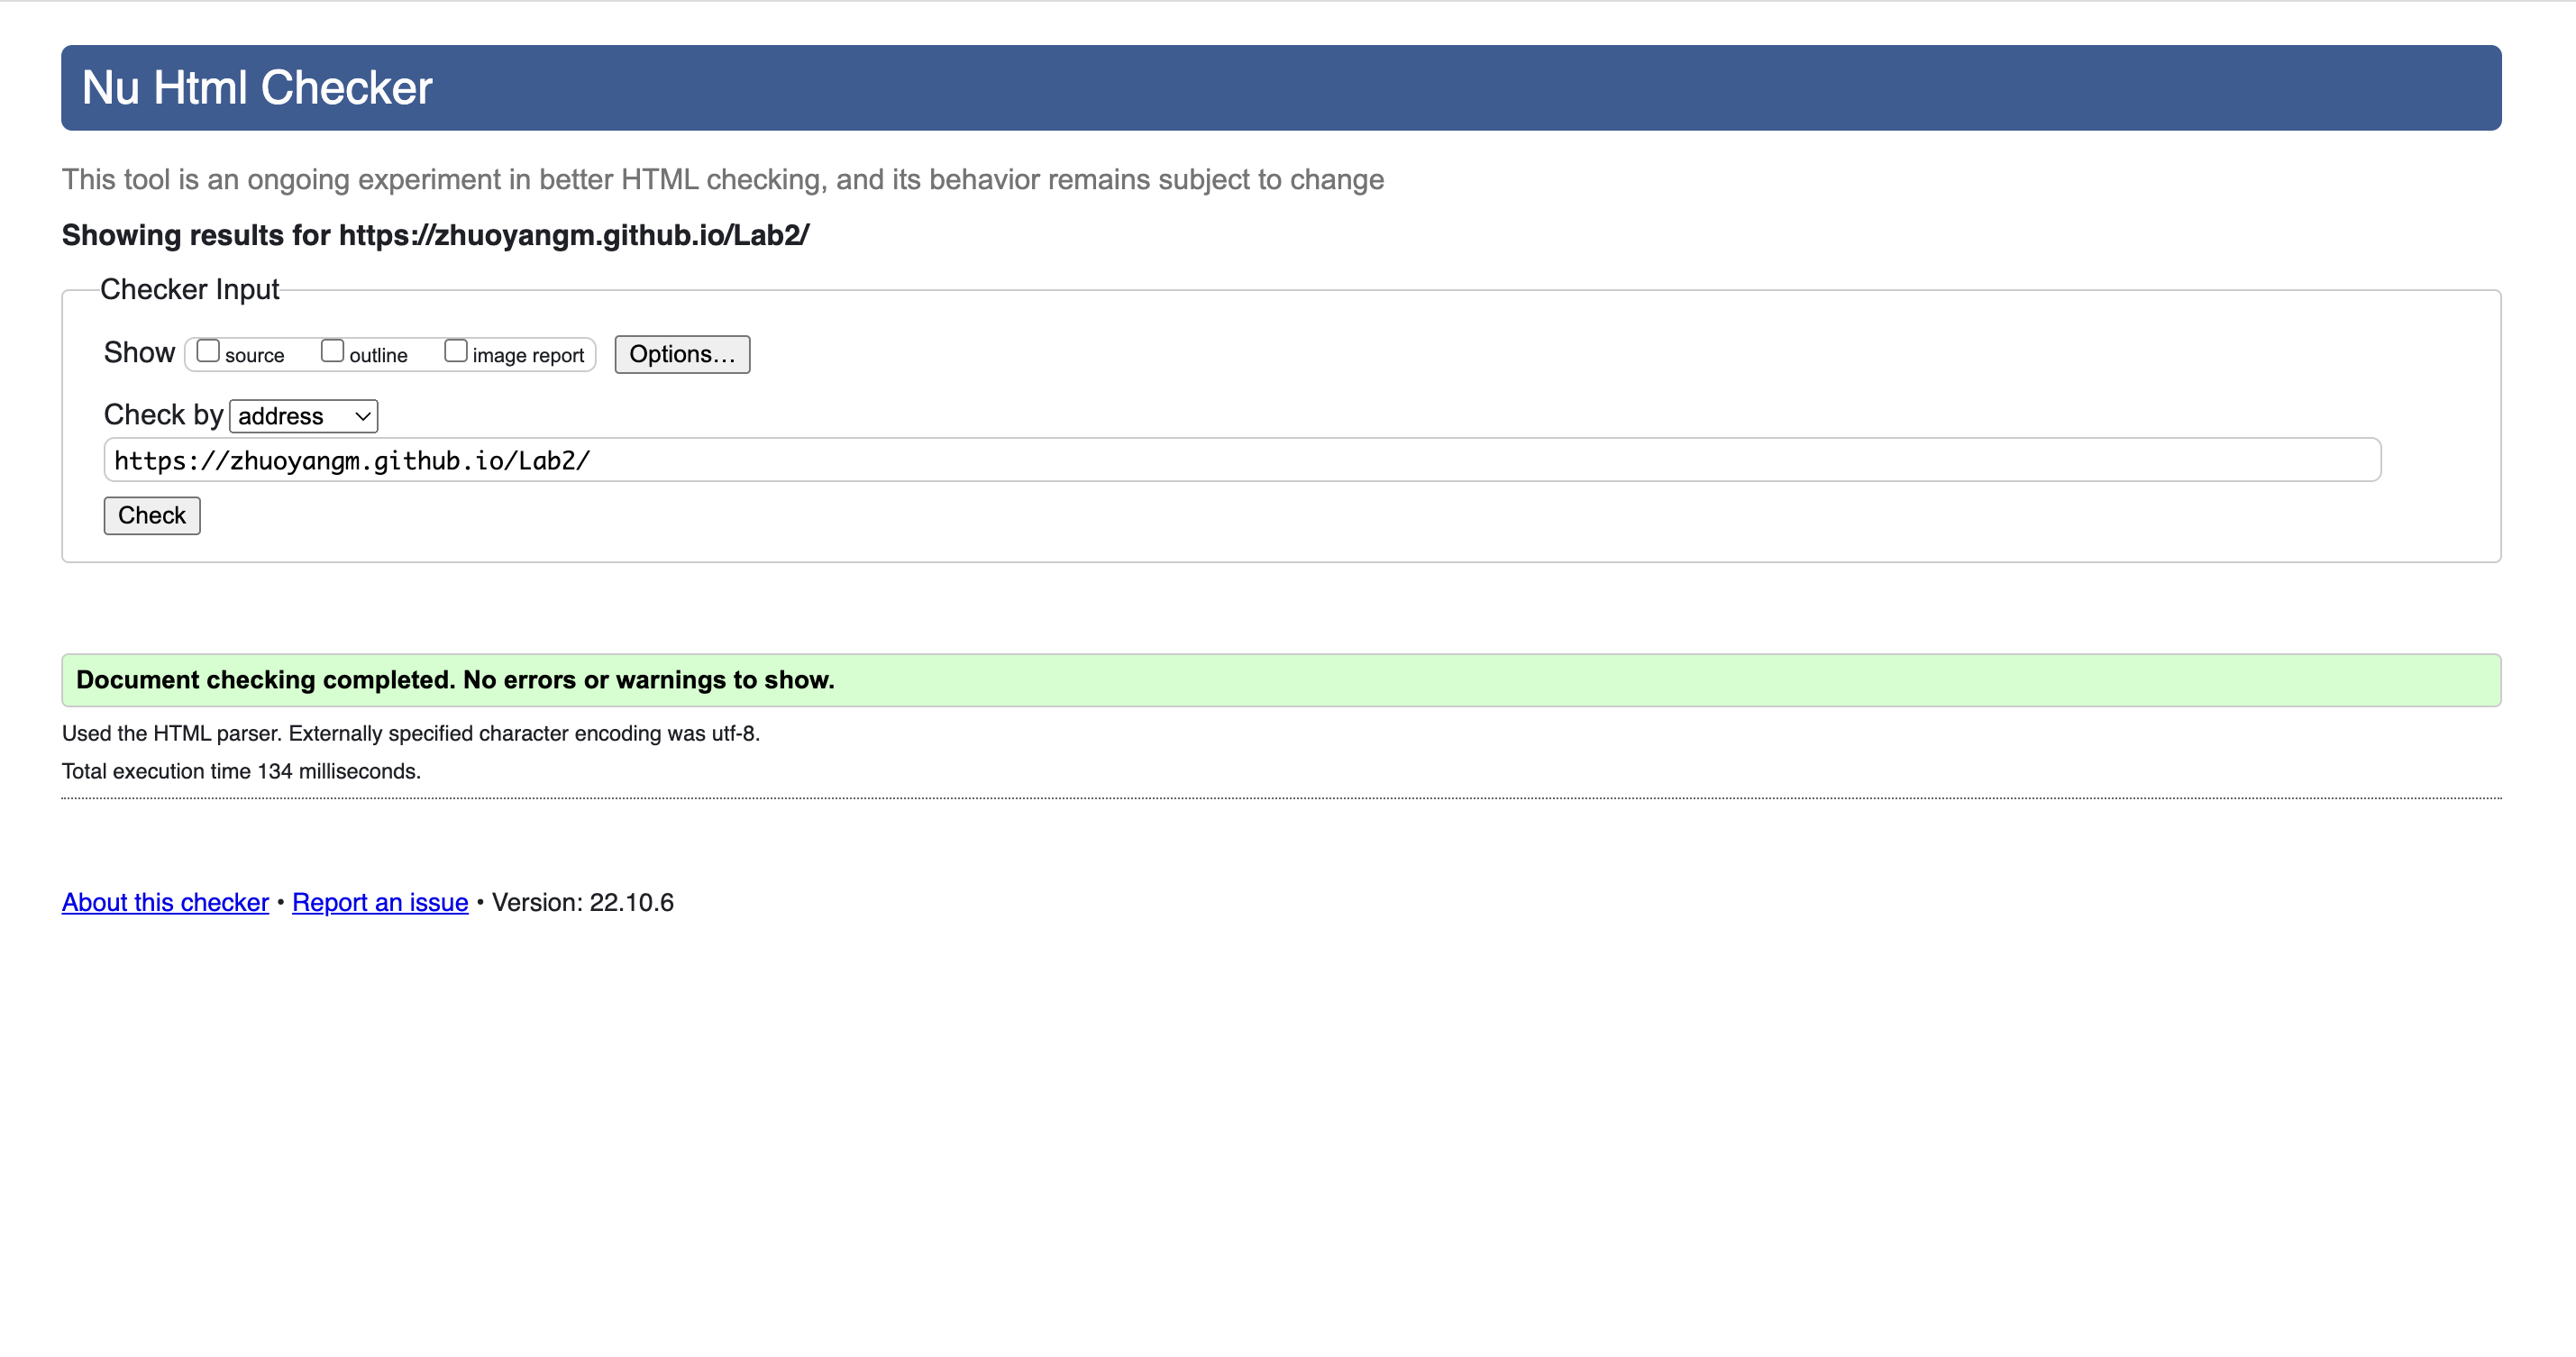 Nu Html Checker
This tool is an ongoing experiment in better HTML checking, and its behavior remains subject to change
Showing results for https://zhuoyangm.github.io/Lab2/
Checker Input
Show source outline image report Options...
Check by address
https://zhuoyangm.github.io/Lab2/
Check
Document checking completed. No errors or warnings to show.
Used the HTML parser. Externally specified character encoding was utf-8.
Total execution time 134 milliseconds.
About this checker • Report an issue • Version: 22.10.6